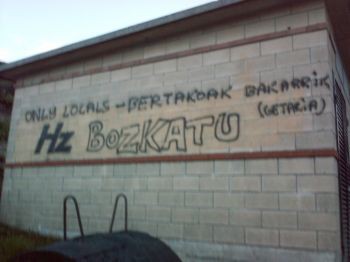 ONLY LOCALS - BERTAKOAK BAKARRIK
(GETARIA)
Hz BOZKATU